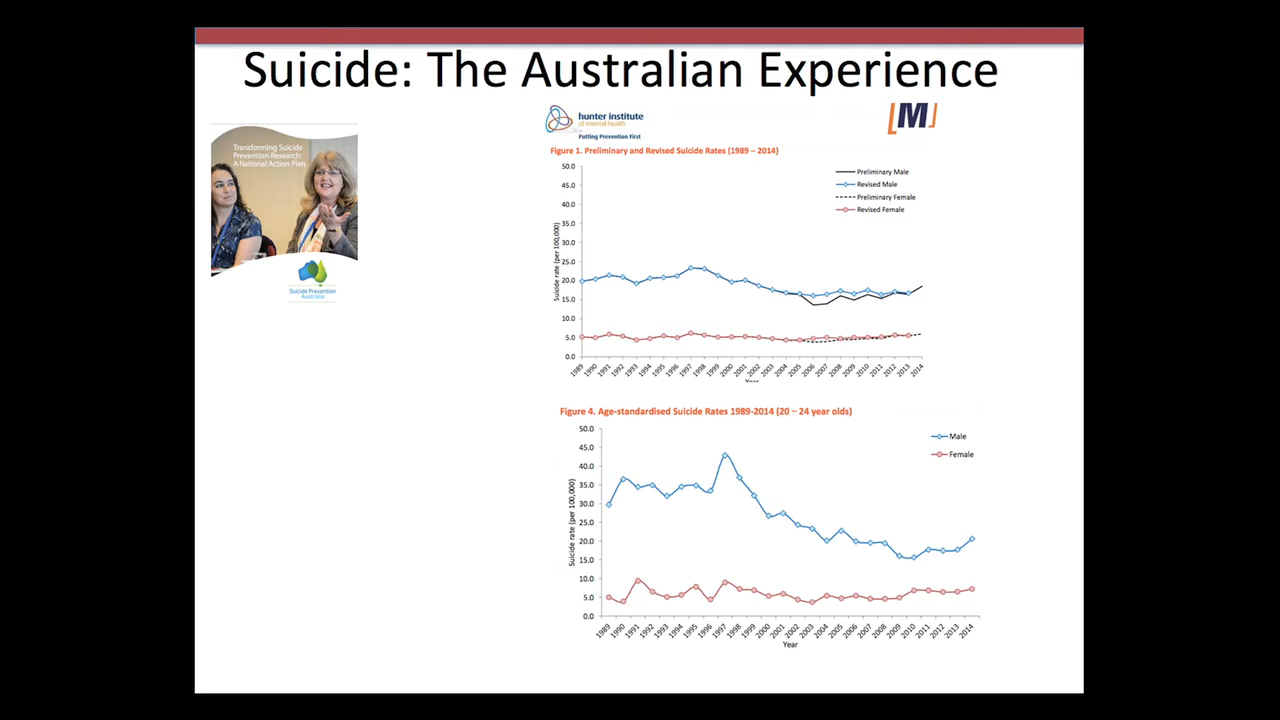 Suicide: The Australian Experience
Transforming Suicide
Prevention Research:
A National Action Plan
Suicide Prevention
Australia
hunter institute
of mental health
Putting Prevention First
[M]
Figure 1. Preliminary and Revised Suicide Rates (1989 – 2014)
50.0
45.0
40.0
35.0
30.0
25.0
20.0
15.0
10.0
5.0
0.0
Suicide rate (per 100,000)
Preliminary Male
Revised Male
Preliminary Female
Revised Female
1989 1990 1991 1992 1993 1994 1995 1996 1997 1998 1999 2000 2001 2002 2003 2004 2005 2006 2007 2008 2009 2010 2011 2012 2013 2014
Year
Figure 4. Age-standardised Suicide Rates 1989-2014 (20 – 24 year olds)
50.0
45.0
40.0
35.0
30.0
25.0
20.0
15.0
10.0
5.0
0.0
Suicide rate (per 100,000)
Male
Female
1989 1990 1991 1992 1993 1994 1995 1996 1997 1998 1999 2000 2001 2002 2003 2004 2005 2006 2007 2008 2009 2010 2011 2012 2013 2014
Year